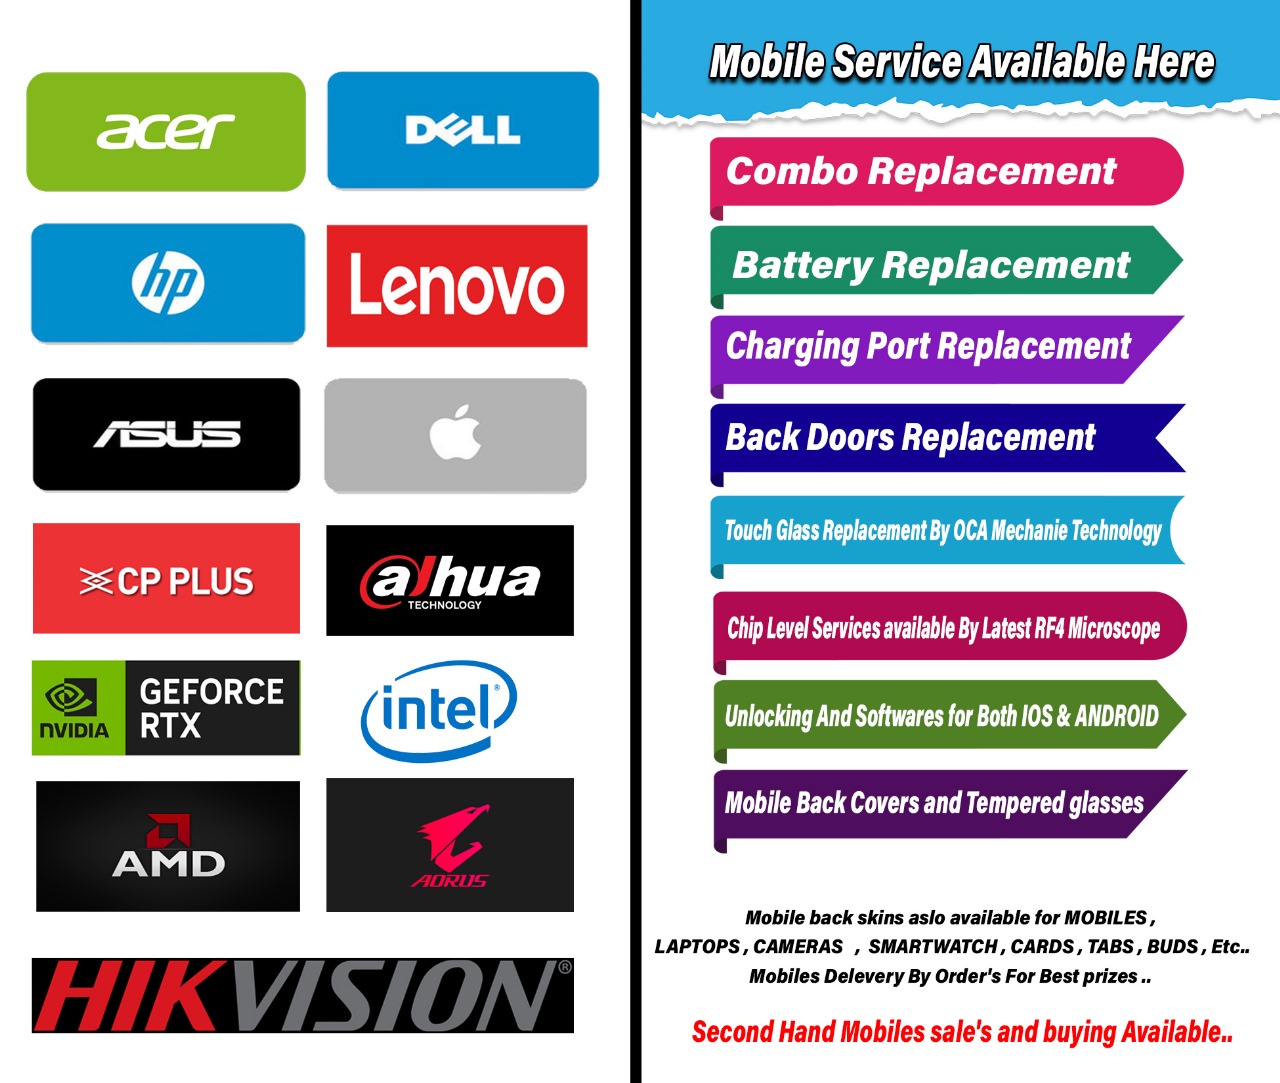 acer
DELL
hp
Lenovo
ASUS
CP PLUS
alhua
TECHNOLOGY
NVIDIA
GEFORCE
RTX
intel®
AMD
AORUS
HIKVISION®
Mobile Service Available Here
Combo Replacement
Battery Replacement
Charging Port Replacement
Back Doors Replacement
Touch Glass Replacement By OCA Mechanie Technology
Chip Level Services available By Latest RF4 Microscope
Unlocking And Softwares for Both IOS & ANDROID
Mobile Back Covers and Tempered glasses
Mobile back skins aslo available for MOBILES ,
LAPTOPS , CAMERAS , SMARTWATCH , CARDS , TABS , BUDS , Etc..
Mobiles Delevery By Order's For Best prizes ..
Second Hand Mobiles sale's and buying Available..